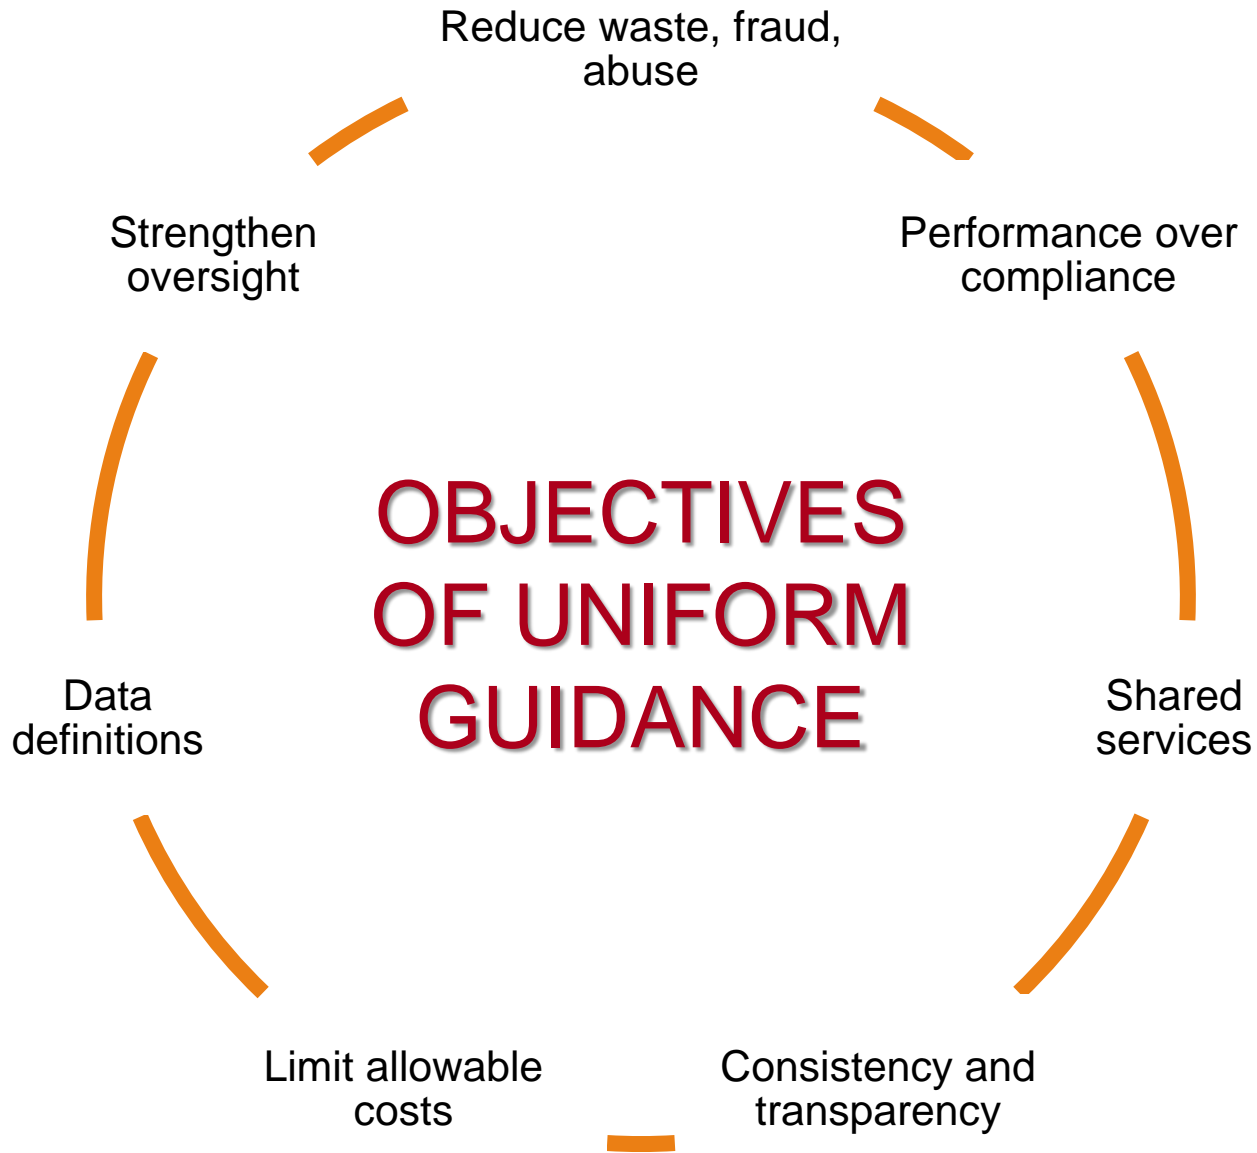 Reduce waste, fraud,
abuse
Strengthen
oversight
Performance over
compliance
OBJECTIVES
OF UNIFORM
GUIDANCE
Data
definitions
Shared
services
Limit allowable
costs
Consistency and
transparency